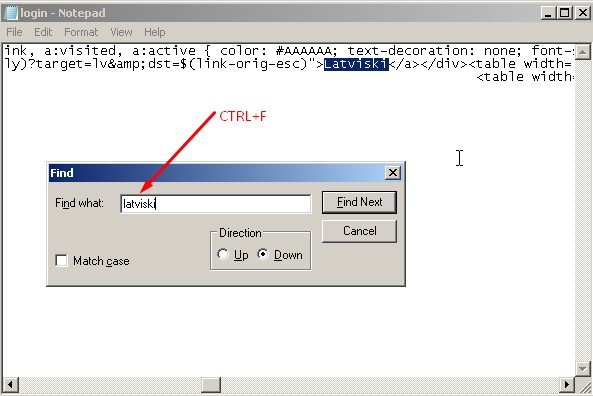 login - Notepad
File Edit Format View Help
ink, a:visited, a:active { color: #AAAAAA; text-decoration: none; font-s
ly)?target=lv&amp;dst=$(link-orig-esc)">Latviski</a></div><table width=
<table width=
CTRL+F
Find
Find what: latviski
Find Next
Direction
Cancel
Up Down
Match case